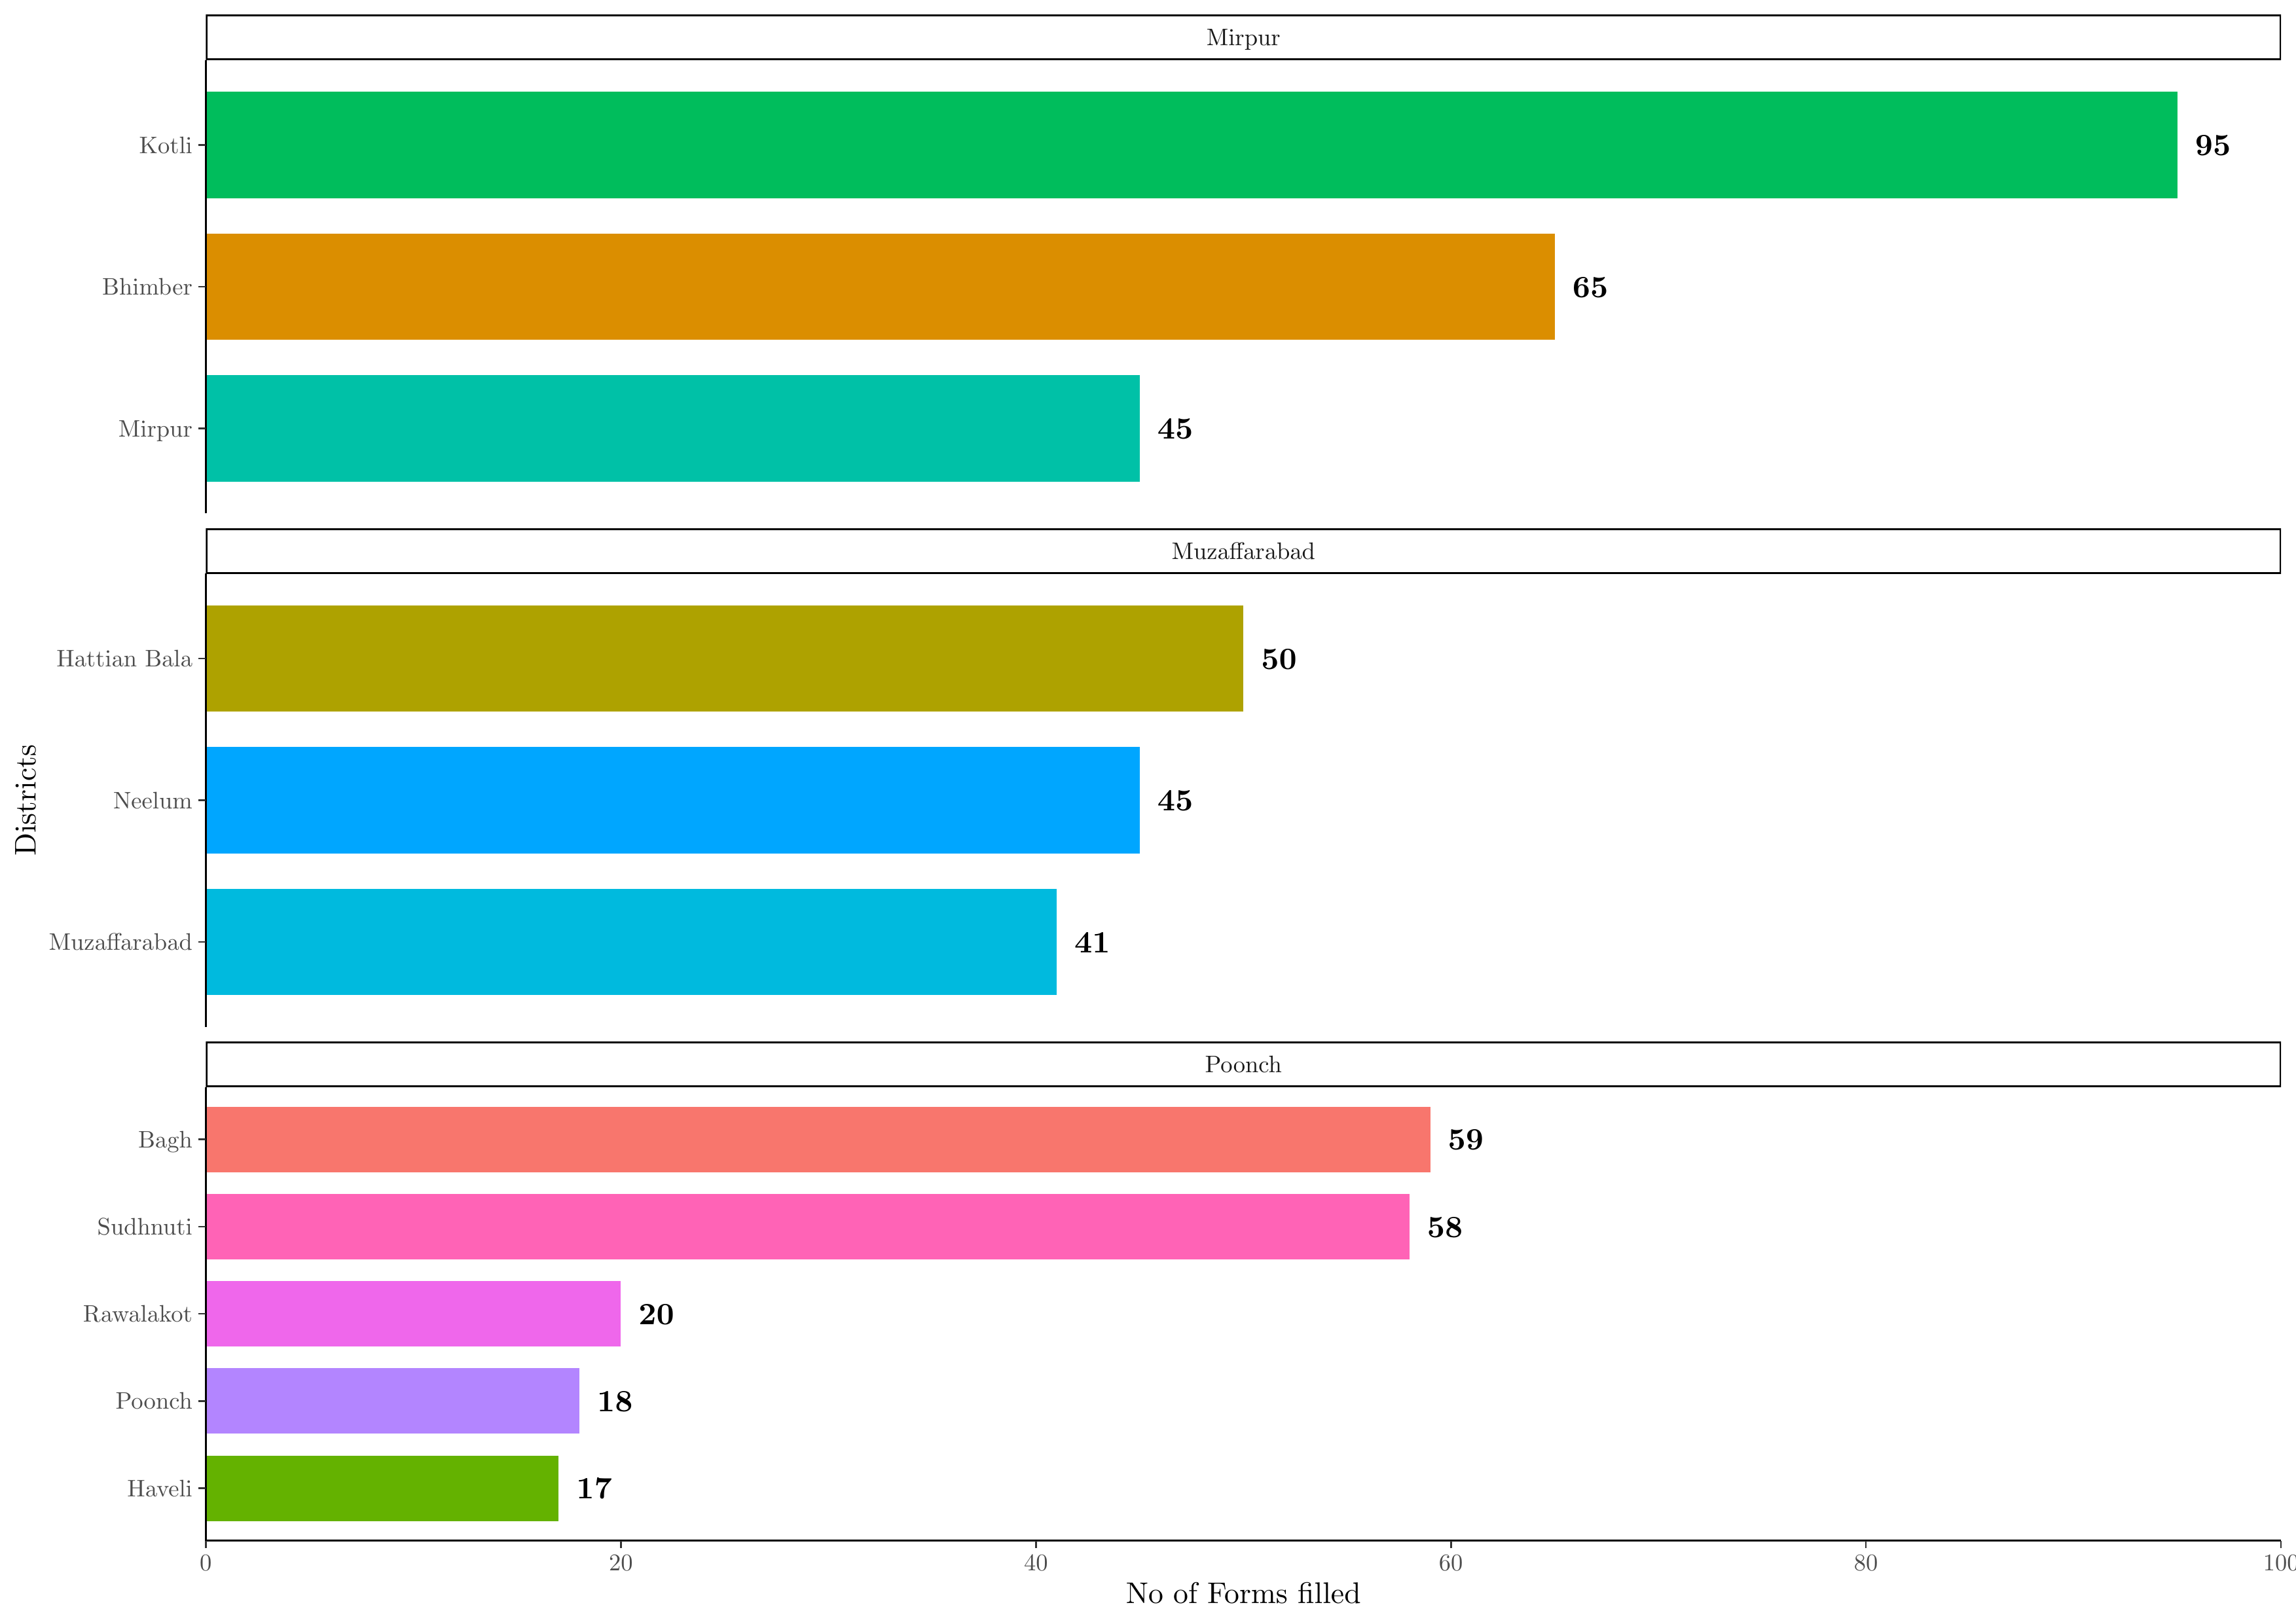 Mirpur
Kotli 95
Bhimber 65
Mirpur 45
Muzaffarabad
Hattian Bala 50
Neelum 45
Muzaffarabad 41
Districts
Poonch
Bagh 59
Sudhnuti 58
Rawalakot 20
Poonch 18
Haveli 17
0 20 40 60 80 100
No of Forms filled